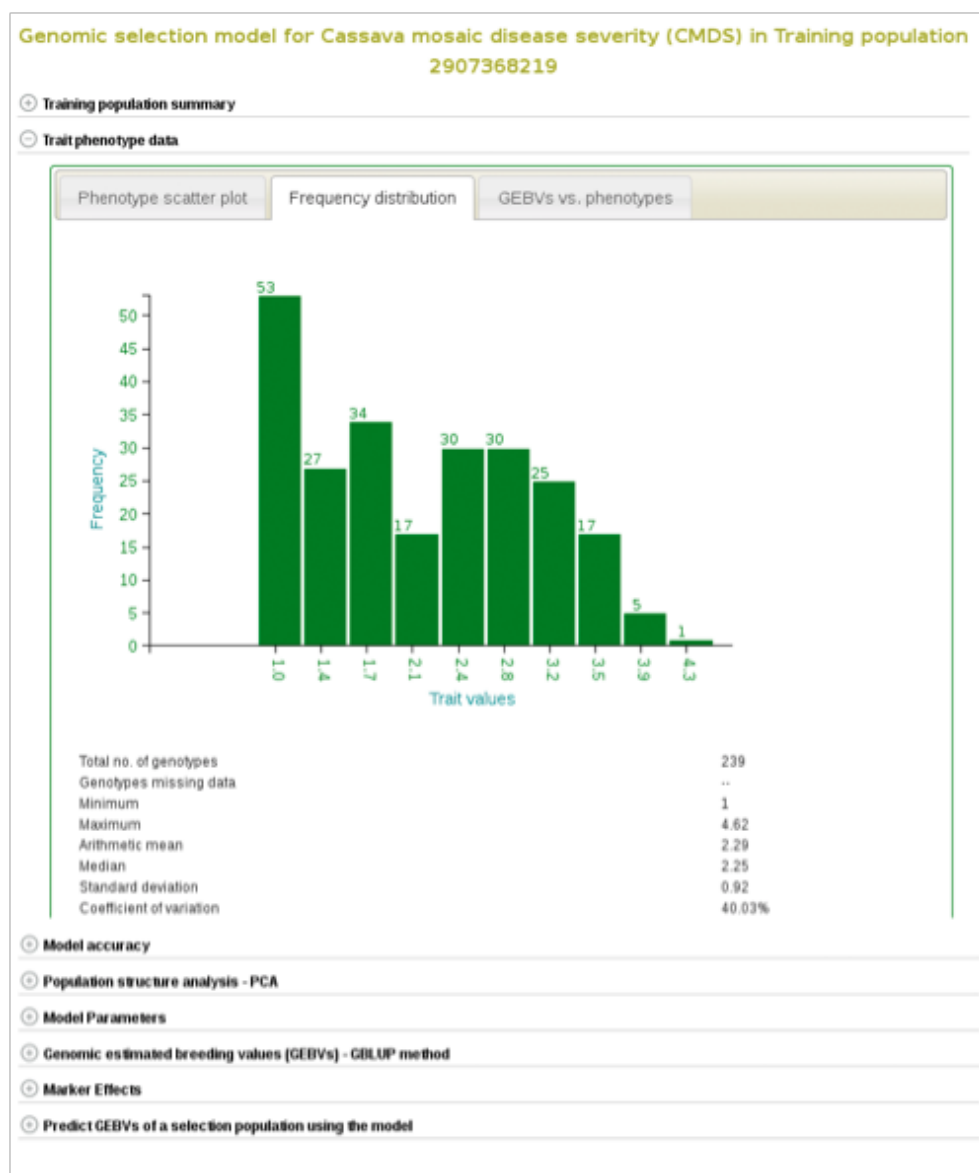 Genomic selection model for Cassava mosaic disease severity (CMDS) in Training population
2907368219
Training population summary
Trait phenotype data
Phenotype scatter plot Frequency distribution GEBVs vs. phenotypes
53
50
45
40
35 34
30 30 30
27
25 25
20
17 17
15
10
5 5
1
0
Frequency
1.0 1.4 1.7 2.1 2.4 2.8 3.2 3.5 3.9 4.3
Trait values
Total no. of genotypes 239
Genotypes missing data --
Minimum 1
Maximum 4.62
Arithmetic mean 2.29
Median 2.25
Standard deviation 0.92
Coefficient of variation 40.03%
Model accuracy
Population structure analysis - PCA
Model Parameters
Genomic estimated breeding values (GEBVs) - GBLUP method
Marker Effects
Predict GEBVs of a selection population using the model